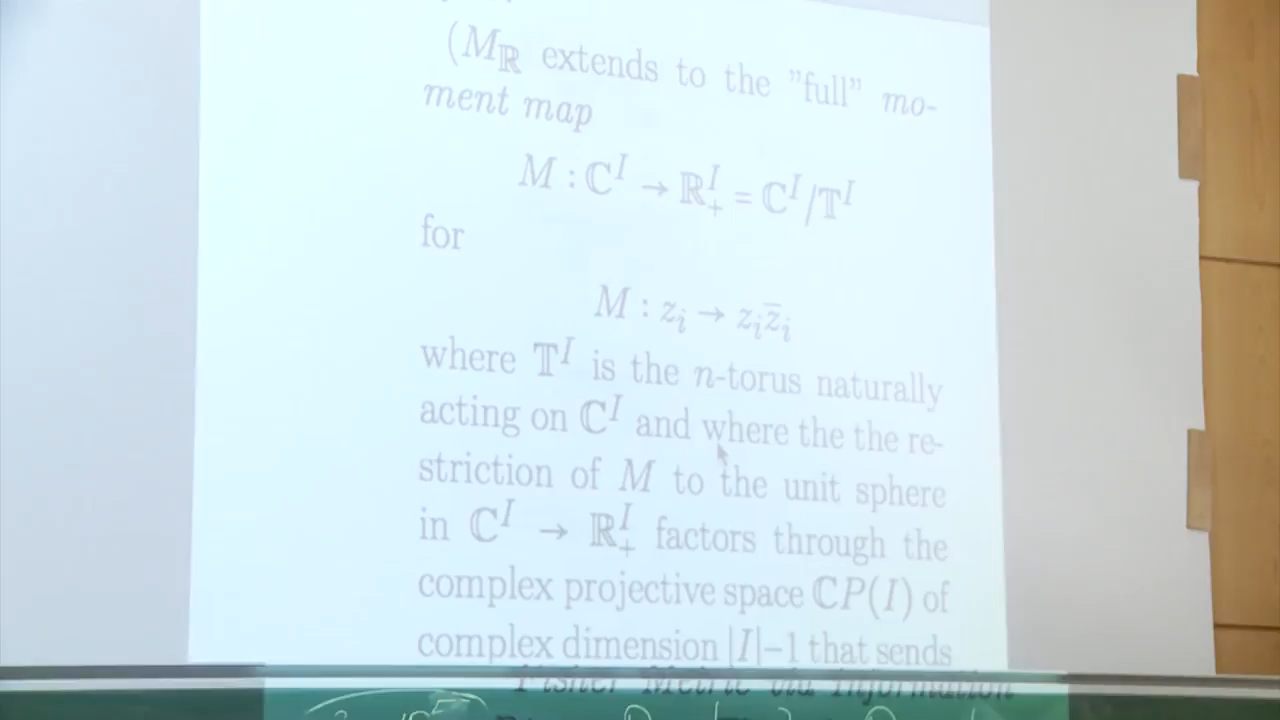 (Mℝ extends to the "full" mo-
ment map
M : ℂ^I → ℝ^I_+ = ℂ^I/𝕋^I
for
M : z_i → z_i z̄_i
where 𝕋^I is the n-torus naturally
acting on ℂ^I and where the the re-
striction of M to the unit sphere
in ℂ^I → ℝ^I_+ factors through the
complex projective space ℂP(I) of
complex dimension |I|−1 that sends
Fisher Metric via Information